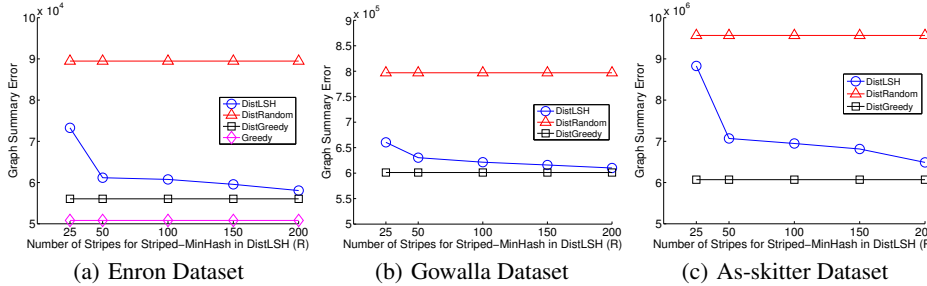 x 10^4
10
9
8
7
6
5
25 50 100 150 200
Graph Summary Error
Number of Stripes for Striped−MinHash in DistLSH (R)
DistLSH
DistRandom
DistGreedy
Greedy
(a) Enron Dataset
x 10^5
9.5
9
8.5
8
7.5
7
6.5
6
5.5
5
25 50 100 150 200
Graph Summary Error
Number of Stripes for Striped−MinHash in DistLSH (R)
DistLSH
DistRandom
DistGreedy
(b) Gowalla Dataset
x 10^6
10
9
8
7
6
5
25 50 100 150 200
Graph Summary Error
Number of Stripes for Striped−MinHash in DistLSH (R)
DistLSH
DistRandom
DistGreedy
(c) As-skitter Dataset